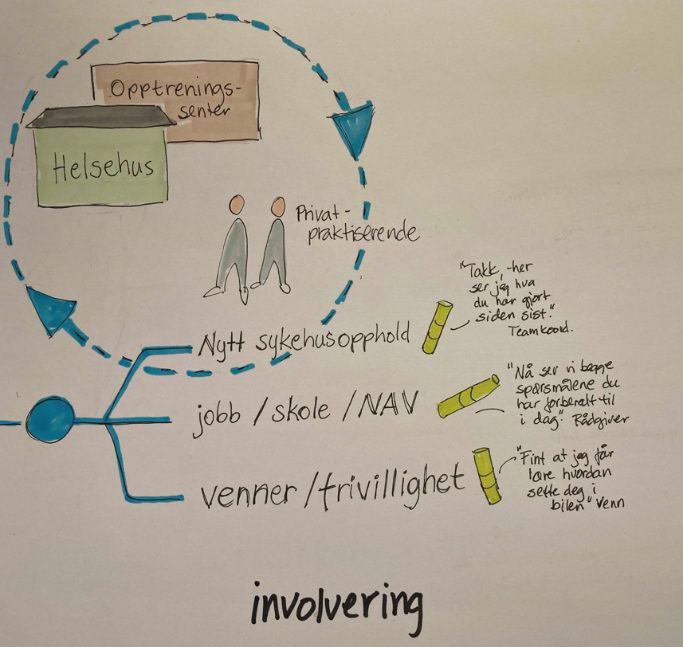 Opptrenings-
senter
Helsehus
Privat-
praktiserende
Nytt sykehusopphold
"Takk, -her
ser jeg hva
du har gjort
siden sist."
Teamkoord.
jobb / skole / NAV
"Nå ser vi begge
spørsmålene du
har forberedt til
i dag" Rådgiver
venner / frivillighet
"Fint at jeg får
lære hvordan
sette deg i
bilen" Venn
involvering